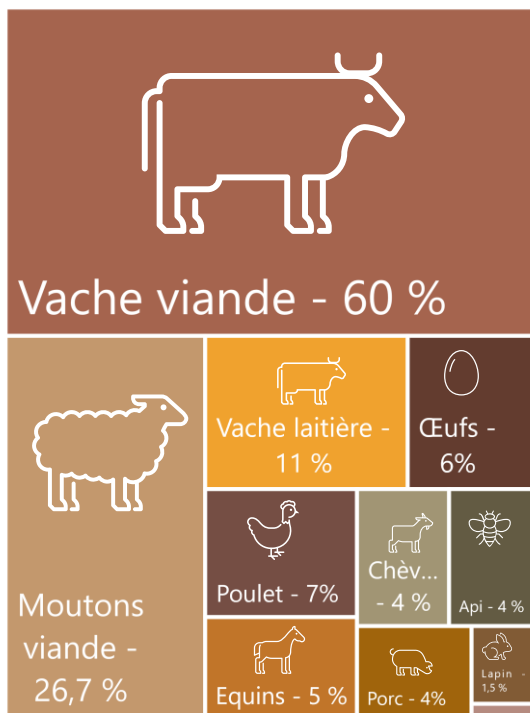 Vache viande - 60 %
Moutons
viande -
26,7 %
Vache laitière -
11 %
Œufs -
6%
Poulet - 7%
Chèv...
- 4 %
Api - 4 %
Equins - 5 %
Porc - 4%
Lapin -
1,5 %